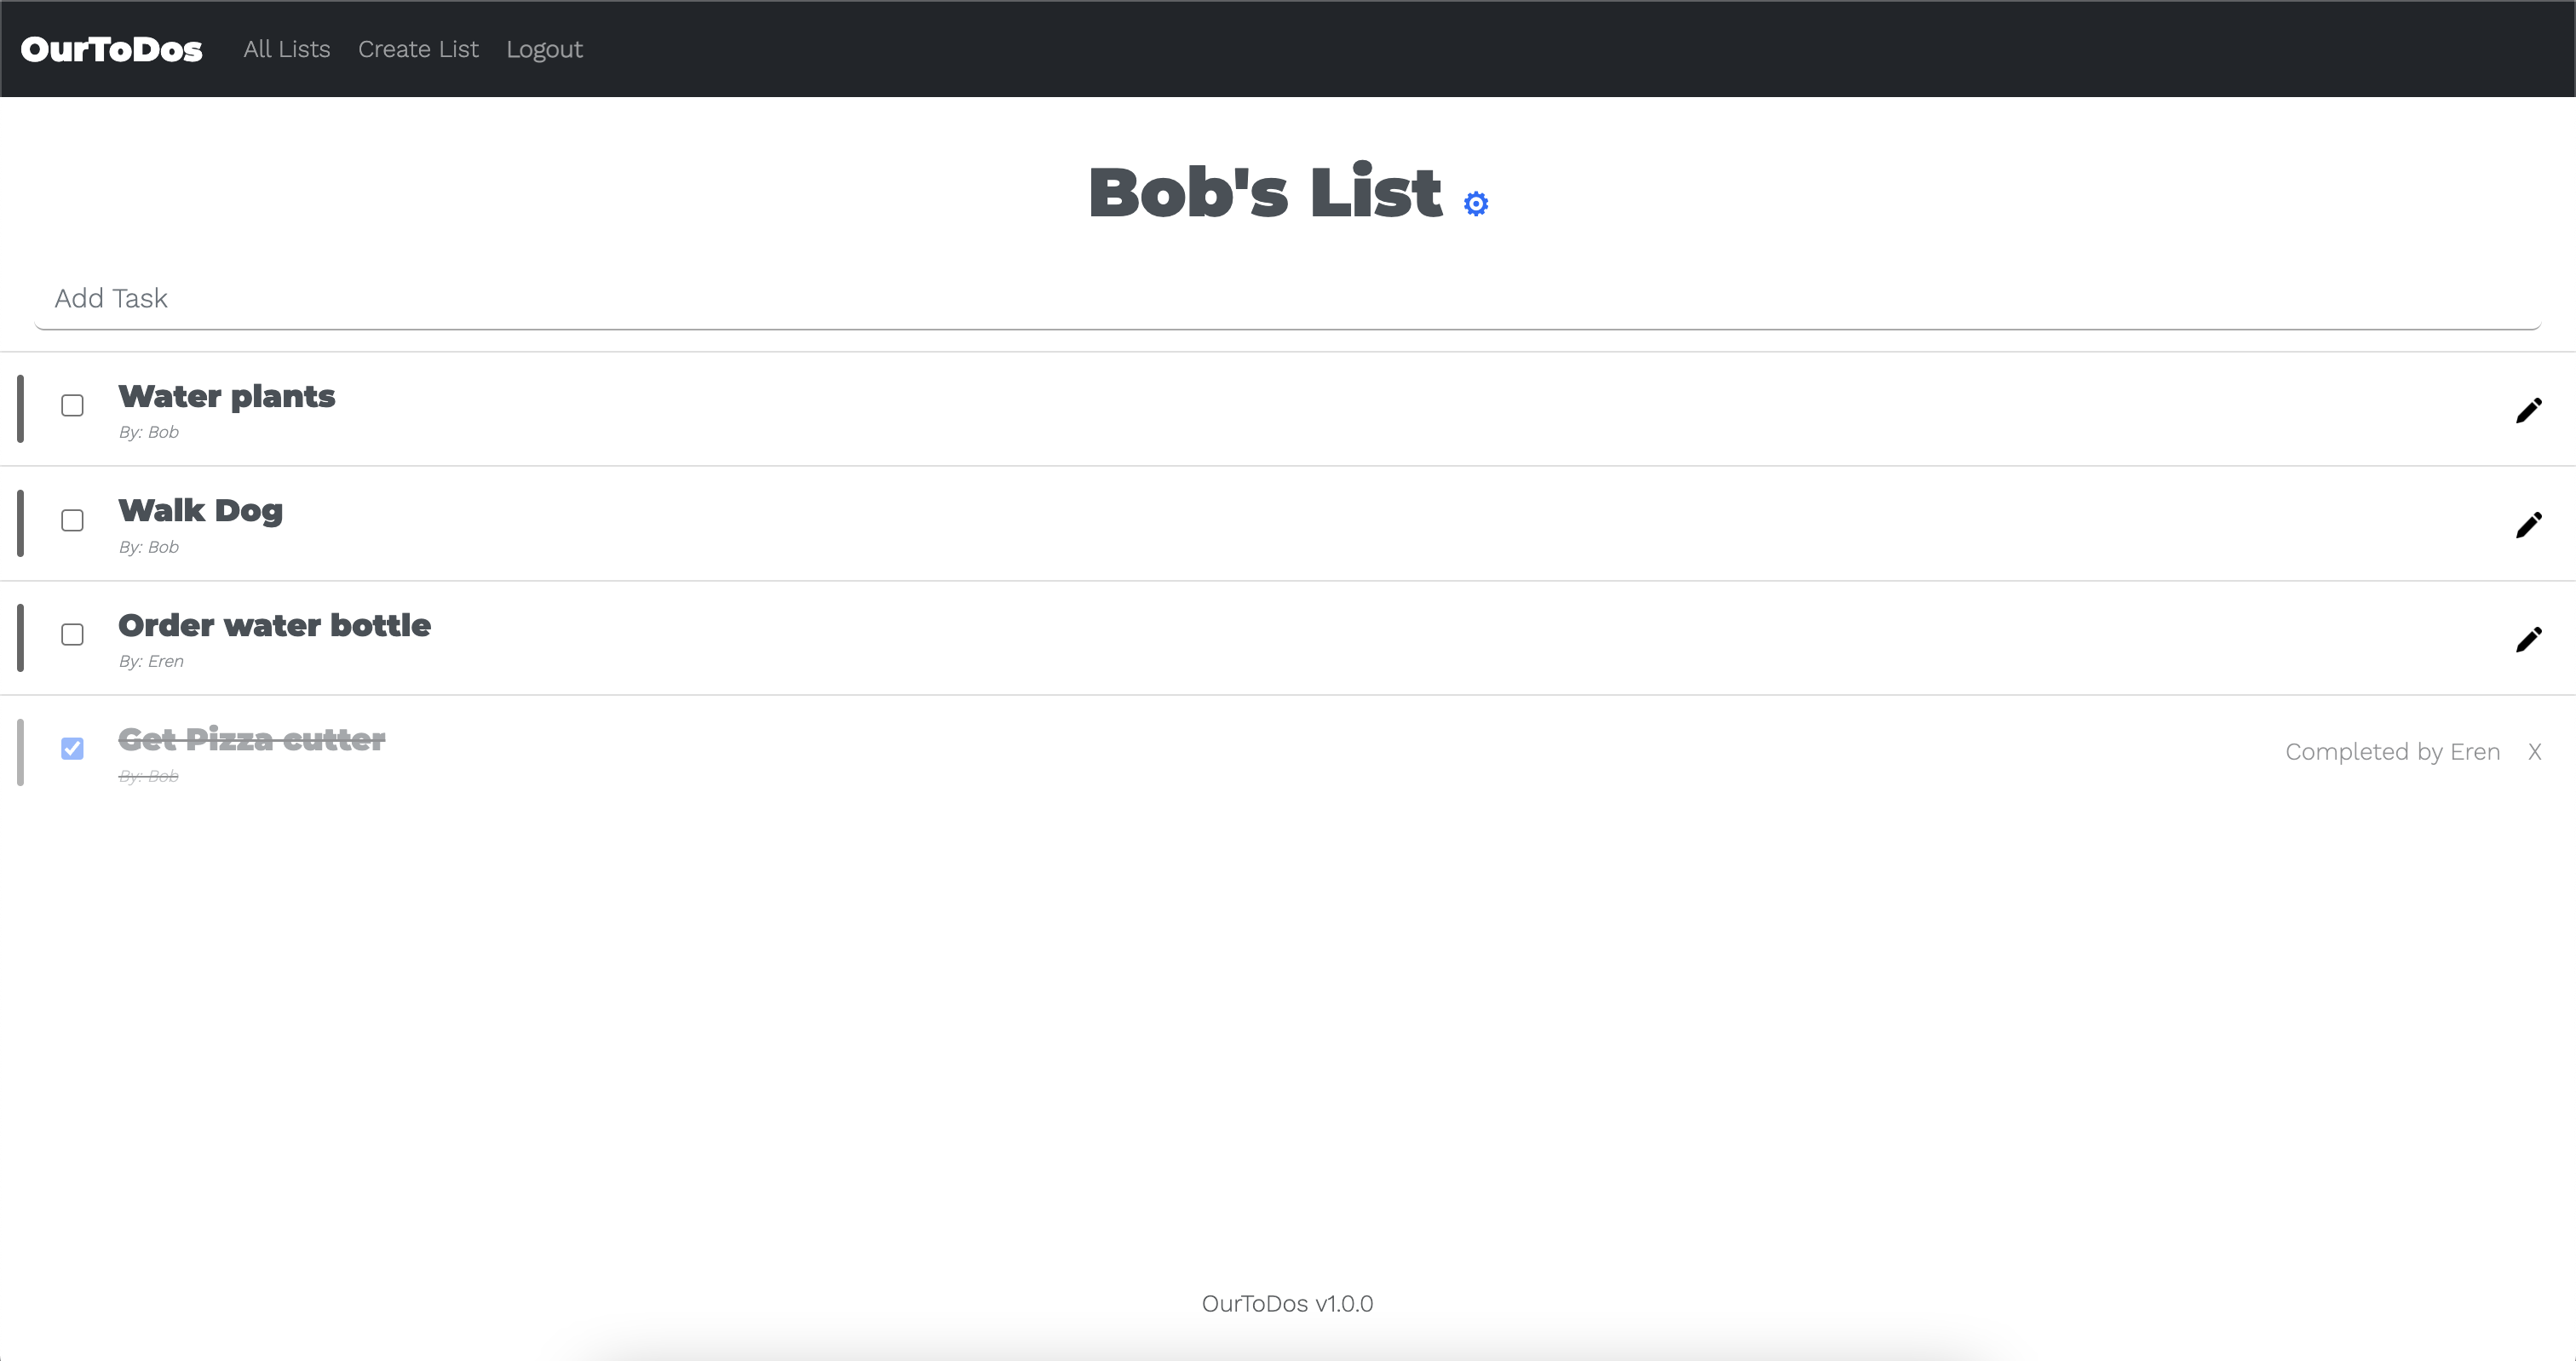 OurToDos All Lists Create List Logout
Bob's List
Add Task
Water plants
By: Bob
Walk Dog
By: Bob
Order water bottle
By: Eren
Get Pizza cutter
By: Bob
Completed by Eren X
OurToDos v1.0.0